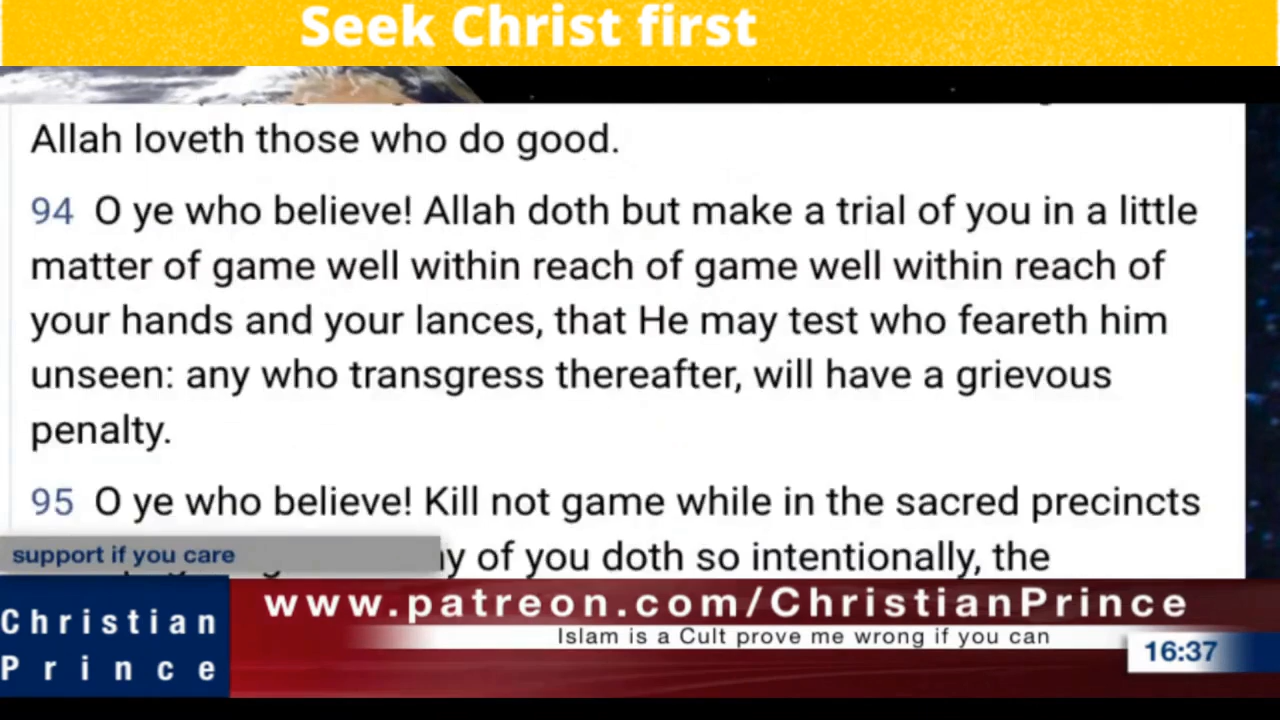 Seek Christ first
Allah loveth those who do good.
94 O ye who believe! Allah doth but make a trial of you in a little
matter of game well within reach of game well within reach of
your hands and your lances, that He may test who feareth him
unseen: any who transgress thereafter, will have a grievous
penalty.
95 O ye who believe! Kill not game while in the sacred precincts
of you doth so intentionally, the
support if you care
Christian
Prince
www.patreon.com/ChristianPrince
Islam is a Cult prove me wrong if you can
16:37